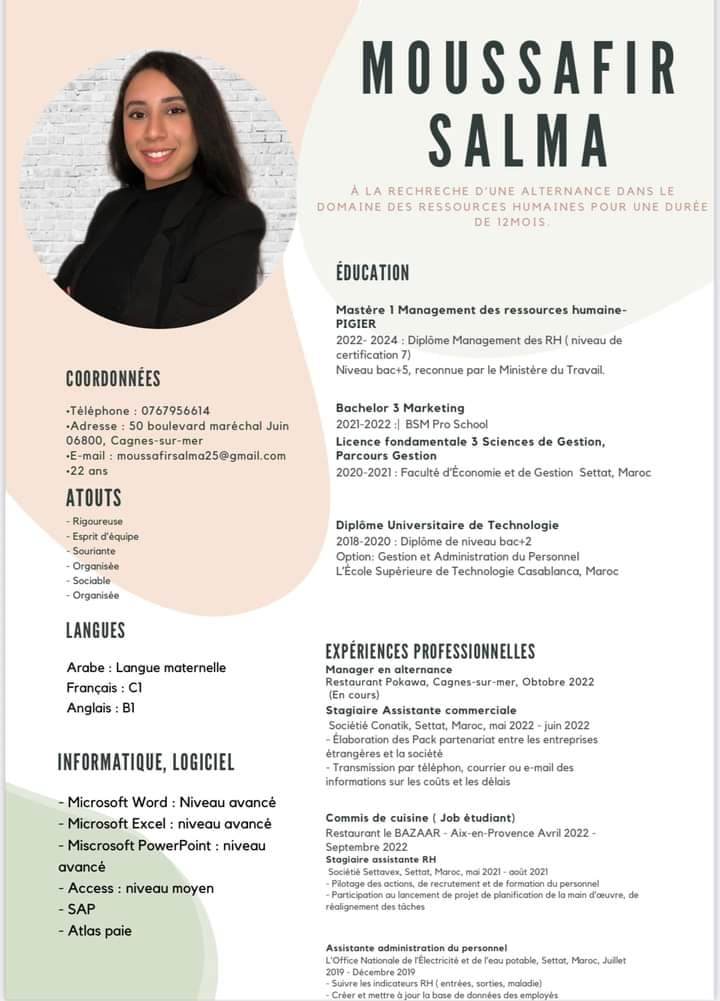 MOUSSAFIR
SALMA
À LA RECHRECHE D'UNE ALTERNANCE DANS LE
DOMAINE DES RESSOURCES HUMAINES POUR UNE DURÉE
DE 12MOIS.
COORDONNÉES
•Téléphone : 0767956614
•Adresse : 50 boulevard maréchal Juin
06800, Cagnes-sur-mer
•E-mail : moussafirsalma25@gmail.com
•22 ans
ATOUTS
- Rigoureuse
- Esprit d'équipe
- Souriante
- Organisée
- Sociable
- Organisée
LANGUES
Arabe : Langue maternelle
Français : C1
Anglais : B1
INFORMATIQUE, LOGICIEL
- Microsoft Word : Niveau avancé
- Microsoft Excel : niveau avancé
- Miscrosoft PowerPoint : niveau
avancé
- Access : niveau moyen
- SAP
- Atlas paie
ÉDUCATION
Mastère 1 Management des ressources humaine-
PIGIER
2022- 2024 : Diplôme Management des RH ( niveau de
certification 7)
Niveau bac+5, reconnue par le Ministère du Travail.
Bachelor 3 Marketing
2021-2022 :| BSM Pro School
Licence fondamentale 3 Sciences de Gestion,
Parcours Gestion
2020-2021 : Faculté d'Économie et de Gestion Settat, Maroc
Diplôme Universitaire de Technologie
2018-2020 : Diplôme de niveau bac+2
Option: Gestion et Administration du Personnel
L'École Supérieure de Technologie Casablanca, Maroc
EXPÉRIENCES PROFESSIONNELLES
Manager en alternance
Restaurant Pokawa, Cagnes-sur-mer, Obtobre 2022
(En cours)
Stagiaire Assistante commerciale
Sociétié Conatik, Settat, Maroc, mai 2022 - juin 2022
- Élaboration des Pack partenariat entre les entreprises
étrangères et la société
- Transmission par téléphon, courrier ou e-mail des
informations sur les coûts et les délais
Commis de cuisine ( Job étudiant)
Restaurant le BAZAAR - Aix-en-Provence Avril 2022 -
Septembre 2022
Stagiaire assistante RH
Sociétié Settavex, Settat, Maroc, mai 2021 - août 2021
- Pilotage des actions, de recrutement et de formation du personnel
- Participation au lancement de projet de planification de la main d'œuvre, de
réalignement des tâches
Assistante administration du personnel
L'Office Nationale de l'Électricité et de l'eau potable, Settat, Maroc, Juillet
2019 - Décembre 2019
- Suivre les indicateurs RH ( entrées, sorties, maladie)
- Créer et mettre à jour la base de données des employés